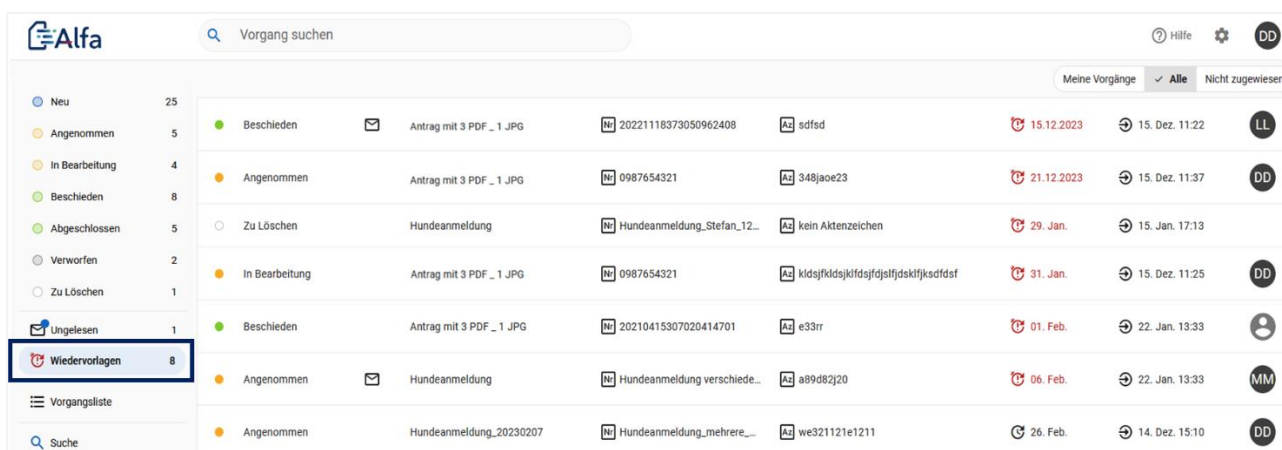 Alfa
Vorgang suchen
Hilfe
DD
Meine Vorgänge Alle Nicht zugewiesen
Neu 25
Angenommen 5
In Bearbeitung 4
Beschieden 8
Abgeschlossen 5
Verworfen 2
Zu Löschen 1
Ungelesen 1
Wiedervorlagen 8
Vorgangsliste
Suche
Beschieden Antrag mit 3 PDF _ 1 JPG Nr 20221118373050962408 Az sdfsd 15.12.2023 15. Dez. 11:22 LL
Angenommen Antrag mit 3 PDF _ 1 JPG Nr 0987654321 Az 348jaoe23 21.12.2023 15. Dez. 11:37 DD
Zu Löschen Hundeanmeldung Nr Hundeanmeldung_Stefan_12... Az kein Aktenzeichen 29. Jan. 15. Jan. 17:13
In Bearbeitung Antrag mit 3 PDF _ 1 JPG Nr 0987654321 Az kldsjfkldsjklfdsjfdjslfjdsklfjksdfdsf 31. Jan. 15. Dez. 11:25 DD
Beschieden Antrag mit 3 PDF _ 1 JPG Nr 20210415307020414701 Az e33rr 01. Feb. 22. Jan. 13:33
Angenommen Hundeanmeldung Nr Hundeanmeldung verschiede... Az a89d82j20 06. Feb. 22. Jan. 13:33 MM
Angenommen Hundeanmeldung_20230207 Nr Hundeanmeldung_mehrere_... Az we321121e1211 26. Feb. 14. Dez. 15:10 DD